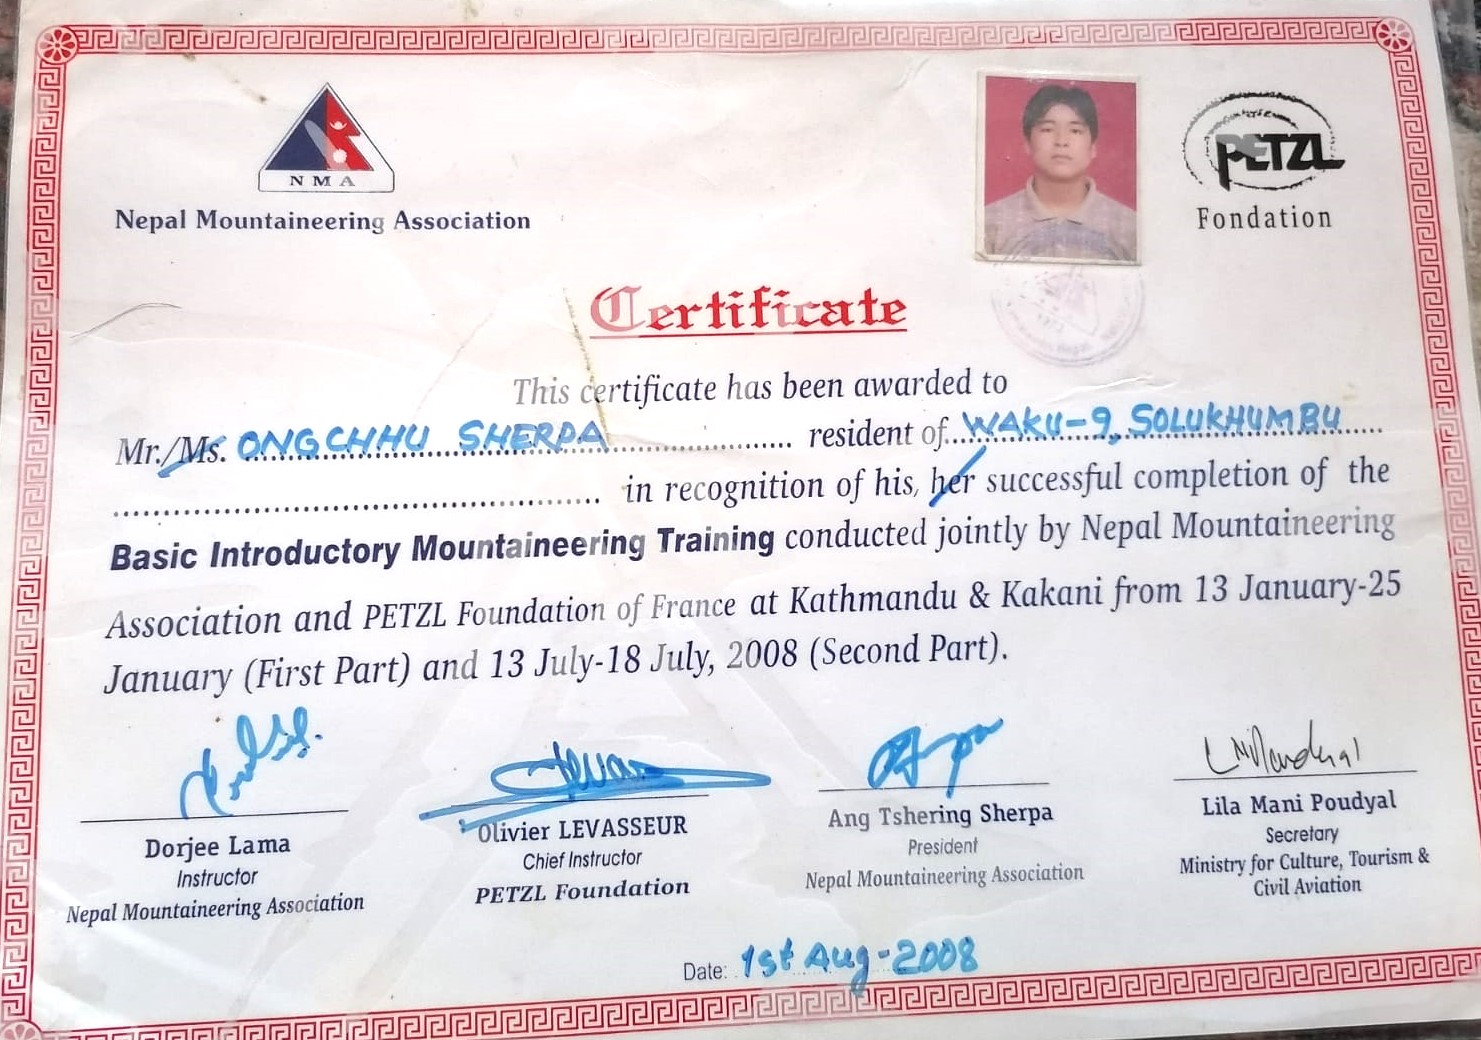 NMA
Nepal Mountaineering Association
PETZL
Fondation
Certificate
This certificate has been awarded to
Mr./Ms. ONGCHHU SHERPA resident of WAKU-9, SOLUKHUMBU
in recognition of his, her successful completion of the
Basic Introductory Mountaineering Training conducted jointly by Nepal Mountaineering
Association and PETZL Foundation of France at Kathmandu & Kakani from 13 January-25
January (First Part) and 13 July-18 July, 2008 (Second Part).
Dorjee Lama
Instructor
Nepal Mountaineering Association
Olivier LEVASSEUR
Chief Instructor
PETZL Foundation
Ang Tshering Sherpa
President
Nepal Mountaineering Association
Lila Mani Poudyal
Secretary
Ministry for Culture, Tourism &
Civil Aviation
Date: 1st Aug-2008